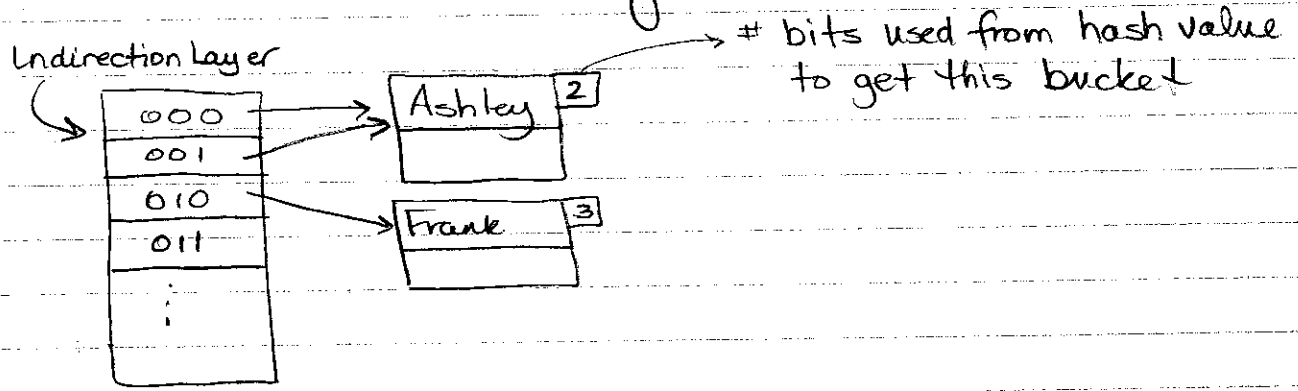 # bits used from hash value
to get this bucket
Indirection Layer
000
001
010
011
Ashley 2
Frank 3